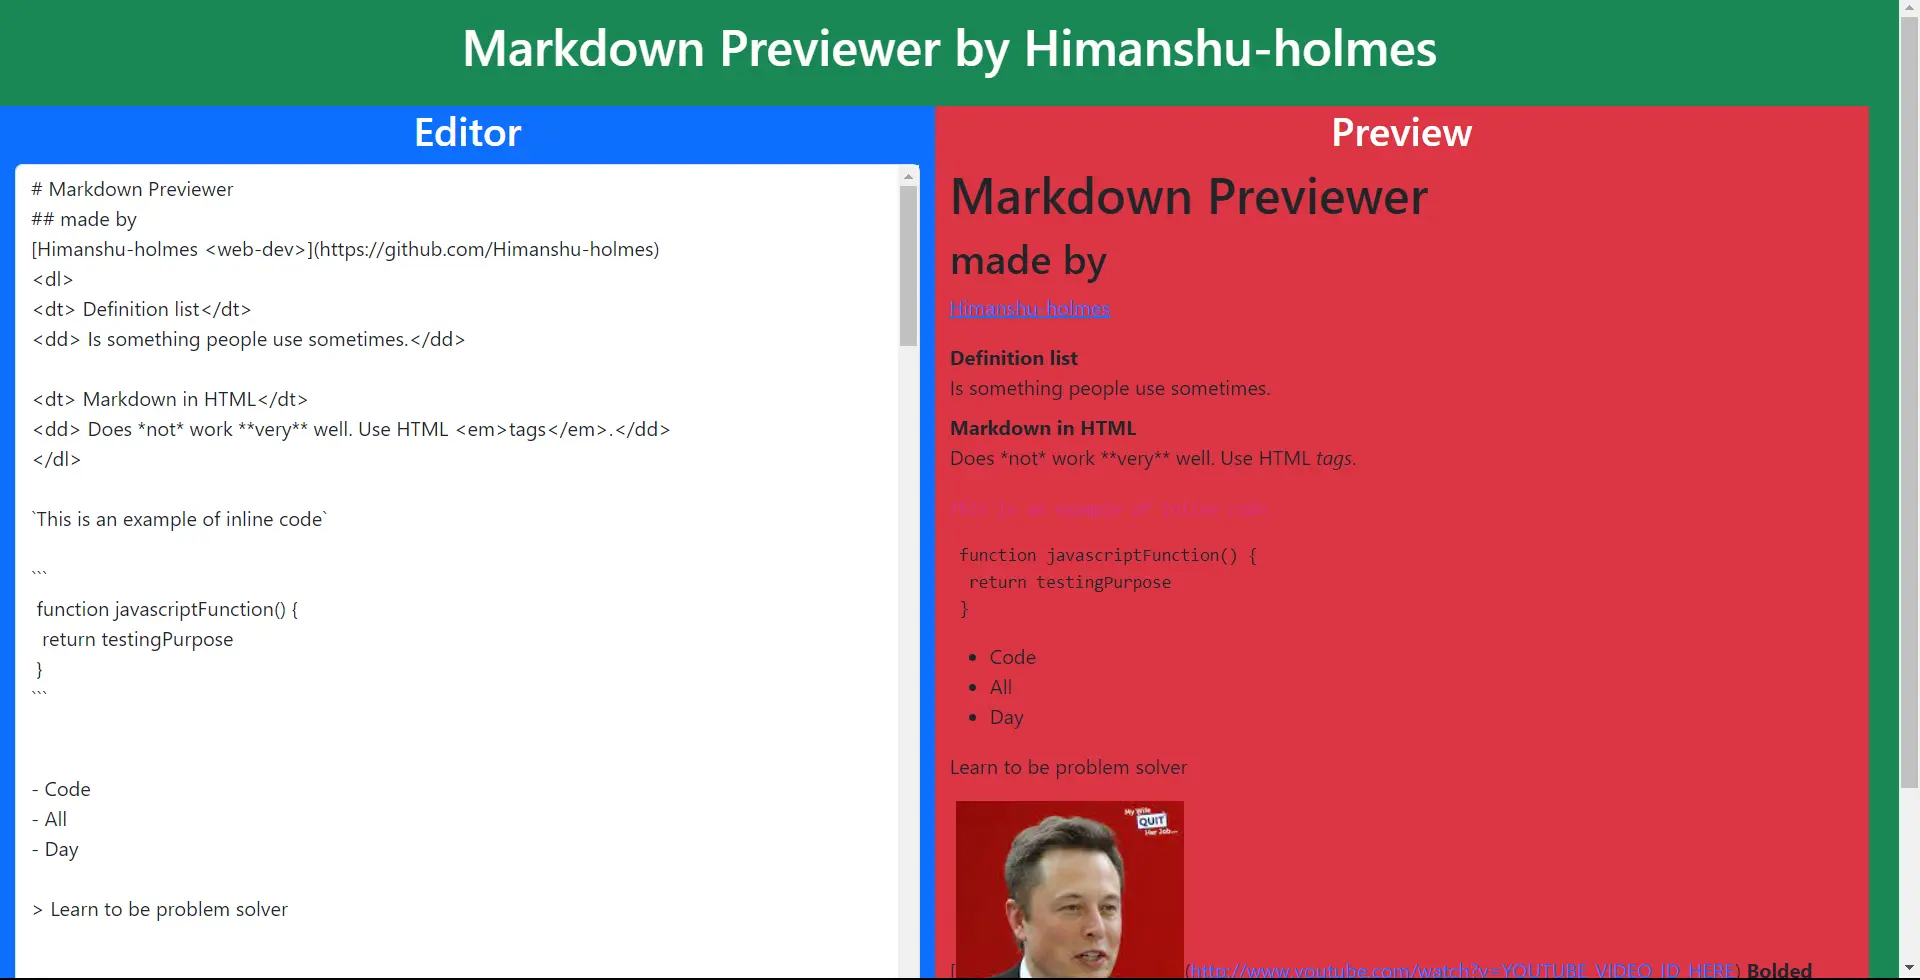 Markdown Previewer by Himanshu-holmes
Editor
# Markdown Previewer
## made by
[Himanshu-holmes <web-dev>](https://github.com/Himanshu-holmes)
<dl>
<dt> Definition list</dt>
<dd> Is something people use sometimes.</dd>
<dt> Markdown in HTML</dt>
<dd> Does *not* work **very** well. Use HTML <em>tags</em>.</dd>
</dl>
`This is an example of inline code`
```
function javascriptFunction() {
return testingPurpose
}
```
- Code
- All
- Day
> Learn to be problem solver
Preview
Markdown Previewer
made by
Himanshu-holmes
Definition list
Is something people use sometimes.
Markdown in HTML
Does *not* work **very** well. Use HTML tags.
This is an example of inline code
function javascriptFunction() {
return testingPurpose
}
• Code
• All
• Day
Learn to be problem solver
My Wife
QUIT
Her Job...
[
(http://www.youtube.com/watch?v=YOUTUBE_VIDEO_ID_HERE) Bolded